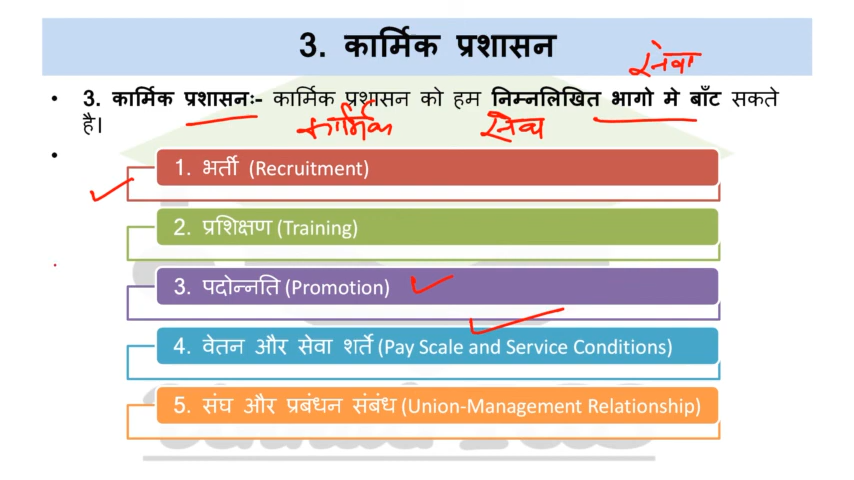 3. कार्मिक प्रशासन
सेवा
• 3. कार्मिक प्रशासनः- कार्मिक प्रशासन को हम निम्नलिखित भागो मे बाँट सकते
है।
कार्मिक सेवा
1. भर्ती (Recruitment)
2. प्रशिक्षण (Training)
3. पदोन्नति (Promotion)
4. वेतन और सेवा शर्ते (Pay Scale and Service Conditions)
5. संघ और प्रबंधन संबंध (Union-Management Relationship)